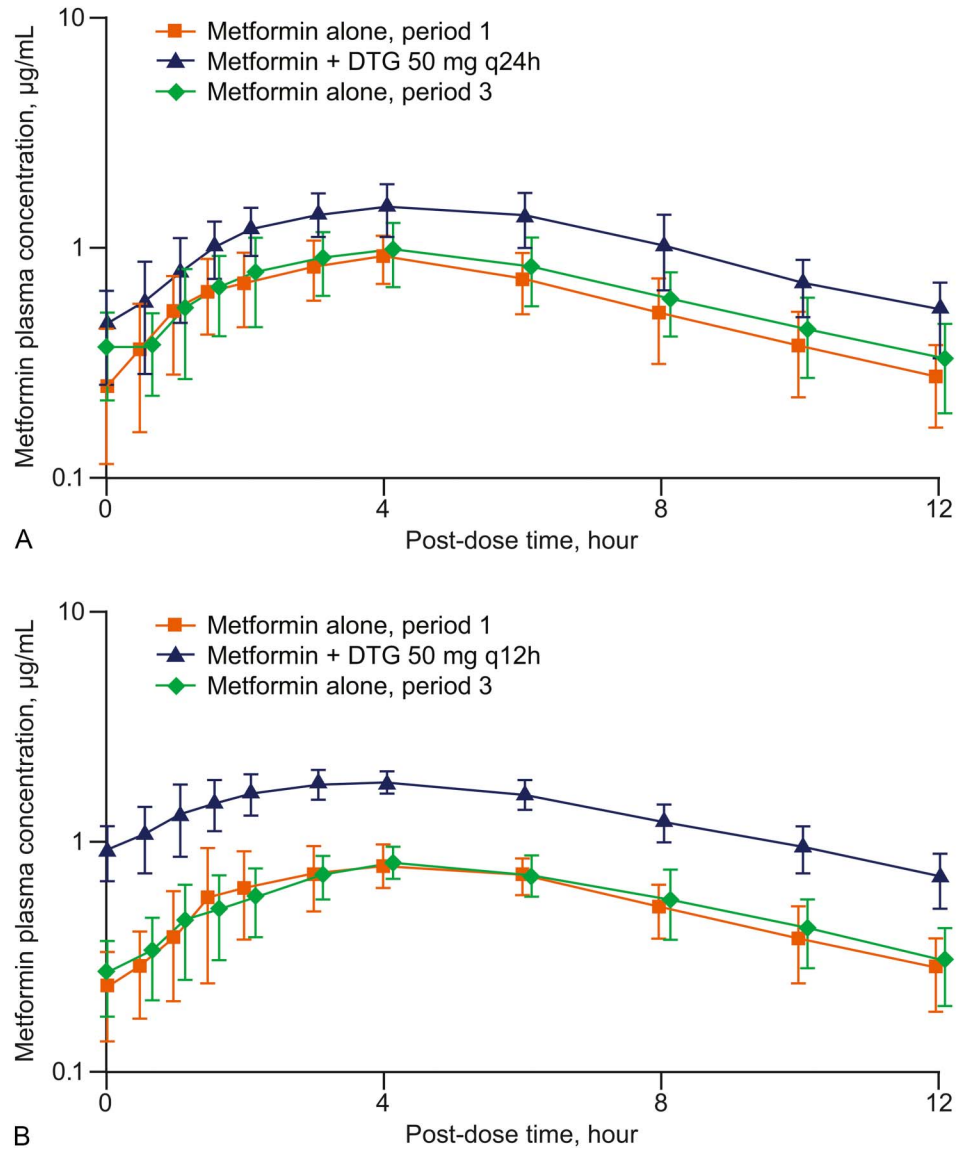 10
Metformin alone, period 1
Metformin + DTG 50 mg q24h
Metformin alone, period 3
Metformin plasma concentration, µg/mL
1
0.1
0
4
8
12
A
Post-dose time, hour
10
Metformin alone, period 1
Metformin + DTG 50 mg q12h
Metformin alone, period 3
Metformin plasma concentration, µg/mL
1
0.1
0
4
8
12
B
Post-dose time, hour